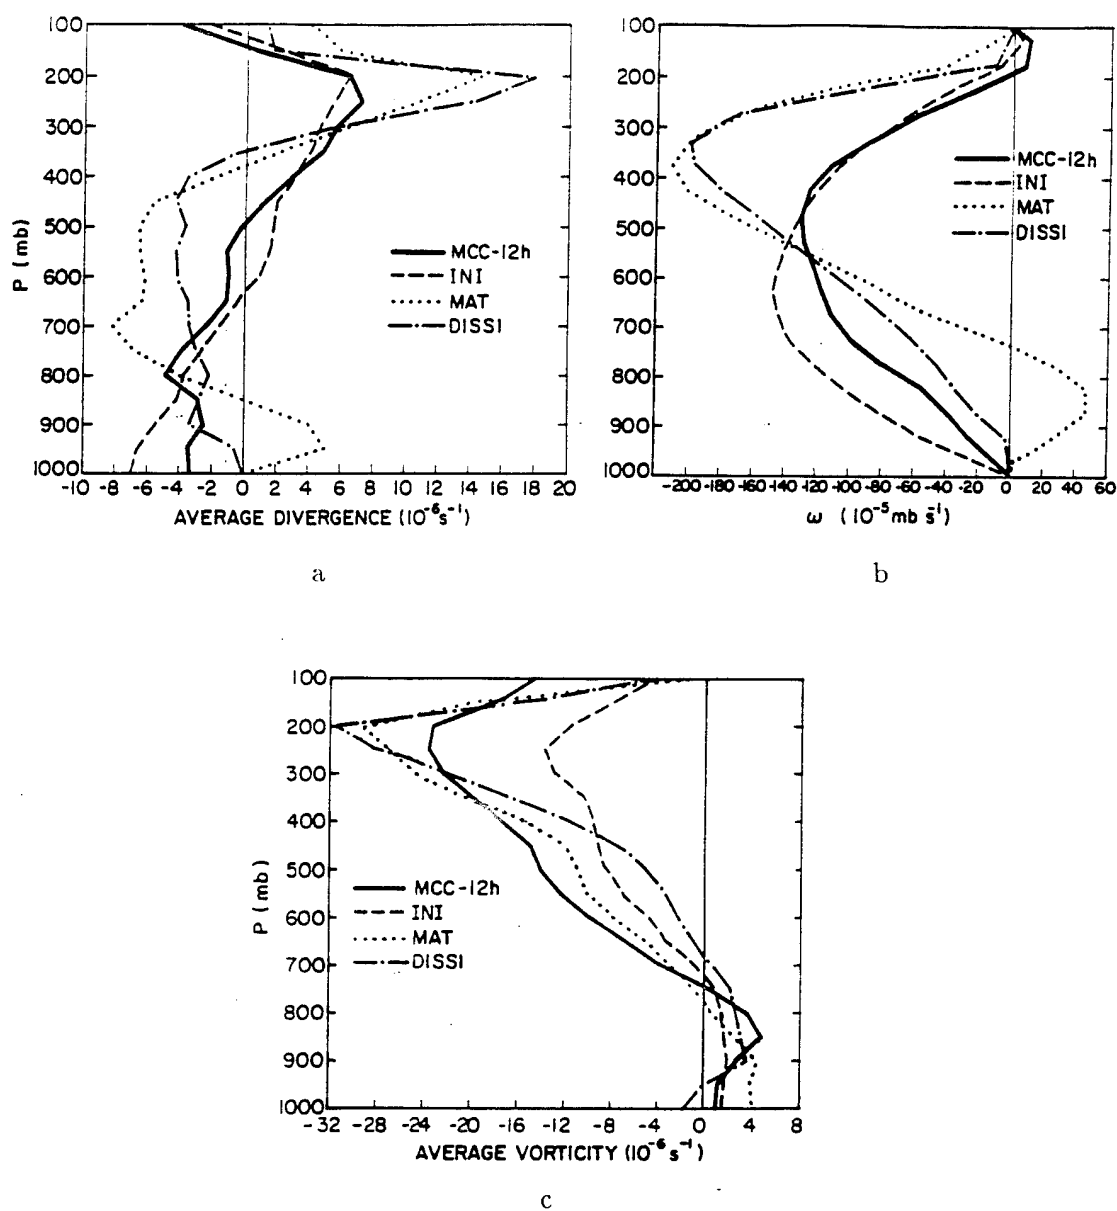 100
200
300
400
500
600
700
800
900
1000
P (mb)
-10 -8 -6 -4 -2 0 2 4 6 8 10 12 14 16 18 20
AVERAGE DIVERGENCE (10⁻⁶s⁻¹)
MCC-12h
INI
MAT
DISSI
a
100
200
300
400
500
600
700
800
900
1000
-200 -180 -160 -140 -120 -100 -80 -60 -40 -20 0 20 40 60
ω (10⁻⁵mb s⁻¹)
MCC-12h
INI
MAT
DISSI
b
100
200
300
400
500
600
700
800
900
1000
P (mb)
-32 -28 -24 -20 -16 -12 -8 -4 0 4 8
AVERAGE VORTICITY (10⁻⁶s⁻¹)
MCC-12h
INI
MAT
DISSI
c